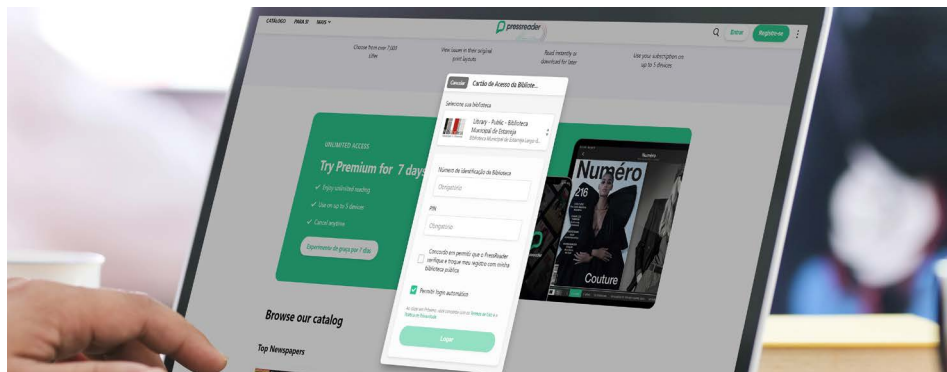 CATÁLOGO PARA TI MAIS
pressreader
Entrar
Registe-se
Choose from over 7,000
titles
View issues in their original
print layouts
Read instantly or
download for later
Use your subscription on
up to 5 devices
Cancelar Cartão de Acesso da Bibliote...
Selecione sua biblioteca
Library - Public - Biblioteca
Municipal de Estarreja
Número de identificação da Biblioteca
Obrigatório
PIN
Obrigatório
Concordo em permitir que o PressReader
verifique e troque meu registro com minha
biblioteca pública.
Permitir login automático
Logar
UNLIMITED ACCESS
Try Premium for 7 days
Enjoy unlimited reading
Use on up to 5 devices
Cancel anytime
Experimente de graça por 7 dias
Numéro
Numéro
216
Couture
Browse our catalog
Top Newspapers